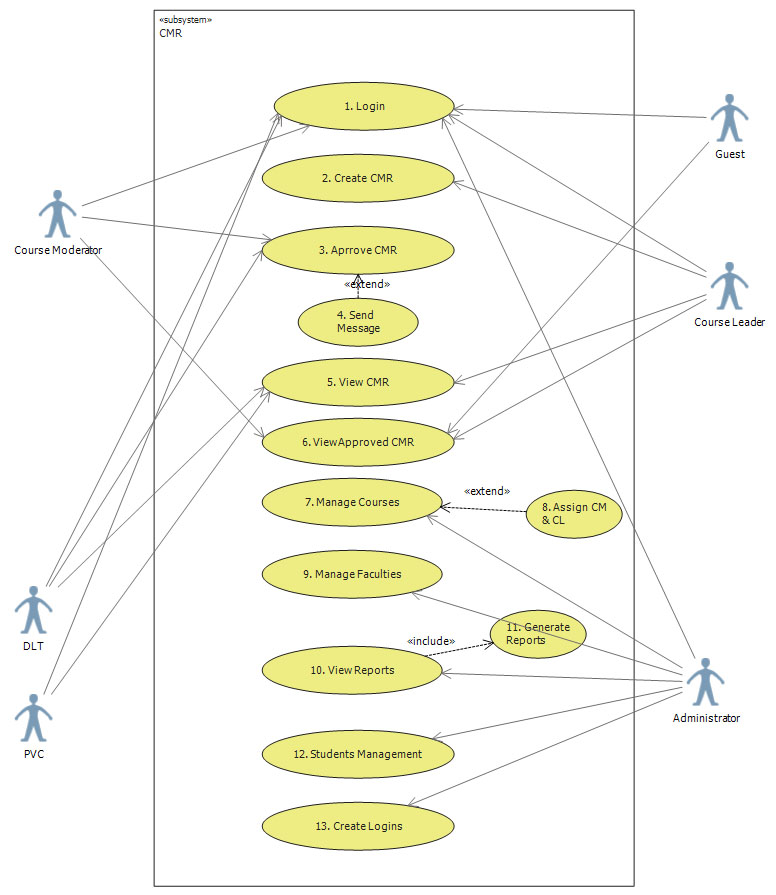 «subsystem»
CMR
1. Login
Guest
2. Create CMR
Course Moderator
3. Aprrove CMR
«extend»
4. Send
Message
Course Leader
5. View CMR
6. View Approved CMR
«extend»
7. Manage Courses
8. Assign CM
& CL
9. Manage Faculties
11. Generate
Reports
«include»
DLT
10. View Reports
Administrator
PVC
12. Students Management
13. Create Logins